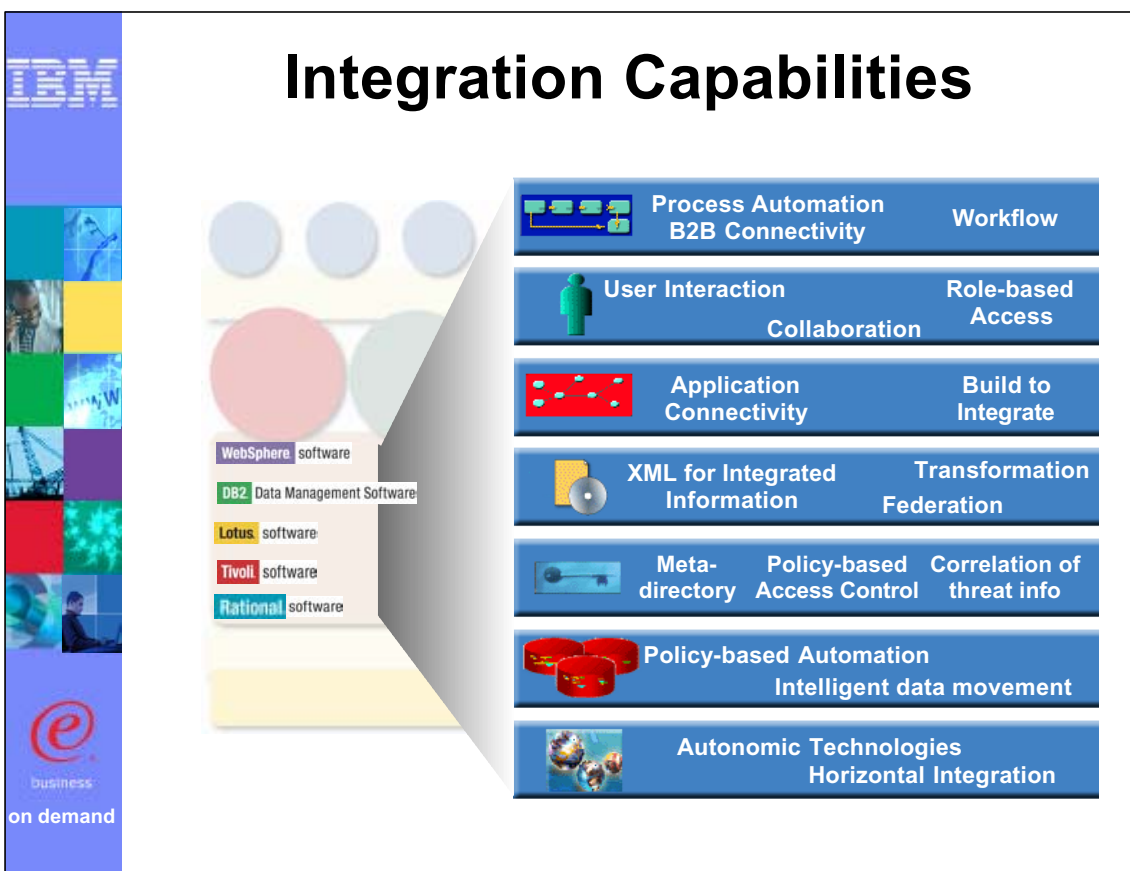 IBM
Integration Capabilities
Process Automation
B2B Connectivity
Workflow
User Interaction
Collaboration
Role-based
Access
Application
Connectivity
Build to
Integrate
XML for Integrated
Information
Transformation
Federation
Meta-
directory
Policy-based
Access Control
Correlation of
threat info
Policy-based Automation
Intelligent data movement
Autonomic Technologies
Horizontal Integration
WebSphere. software
DB2. Data Management Software
Lotus. software
Tivoli. software
Rational. software
WWW
e
business
on demand